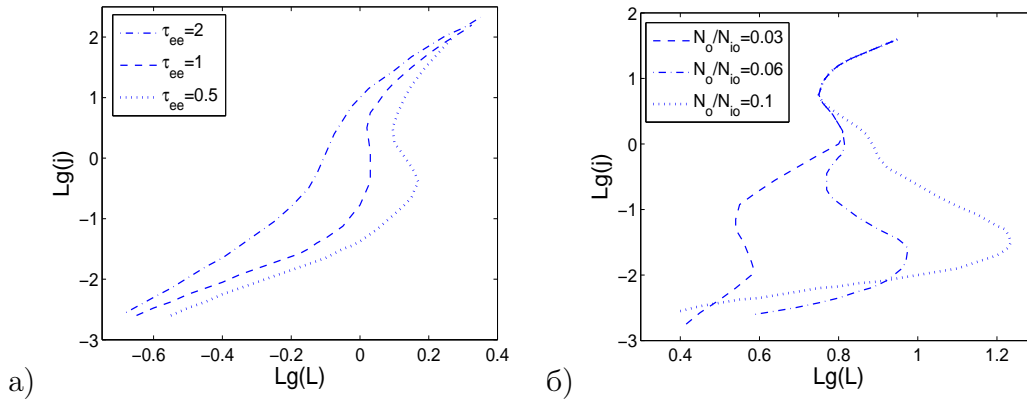 2
1
0
−1
−2
−3
Lg(j)
τee=2
τee=1
τee=0.5
−0.6 −0.4 −0.2 0 0.2 0.4
Lg(L)
а)
2
1
0
−1
−2
−3
Lg(j)
No/Nio=0.03
No/Nio=0.06
No/Nio=0.1
0.4 0.6 0.8 1 1.2
Lg(L)
б)